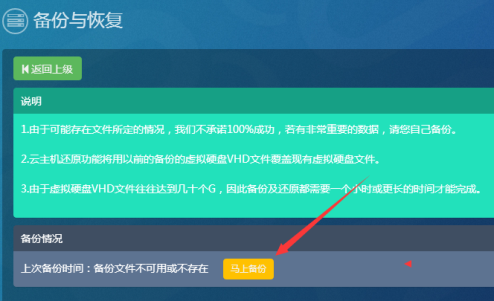 备份与恢复
返回上级
说明
1.由于可能存在文件所定的情况，我们不承诺100%成功，若有非常重要的数据，请您自己备份。
2.云主机还原功能将用以前的备份的虚拟硬盘VHD文件覆盖现有虚拟硬盘文件。
3.由于虚拟硬盘VHD文件往往达到几十个G，因此备份及还原都需要一个小时或更长的时间才能完成。
备份情况
上次备份时间：备份文件不可用或不存在 马上备份